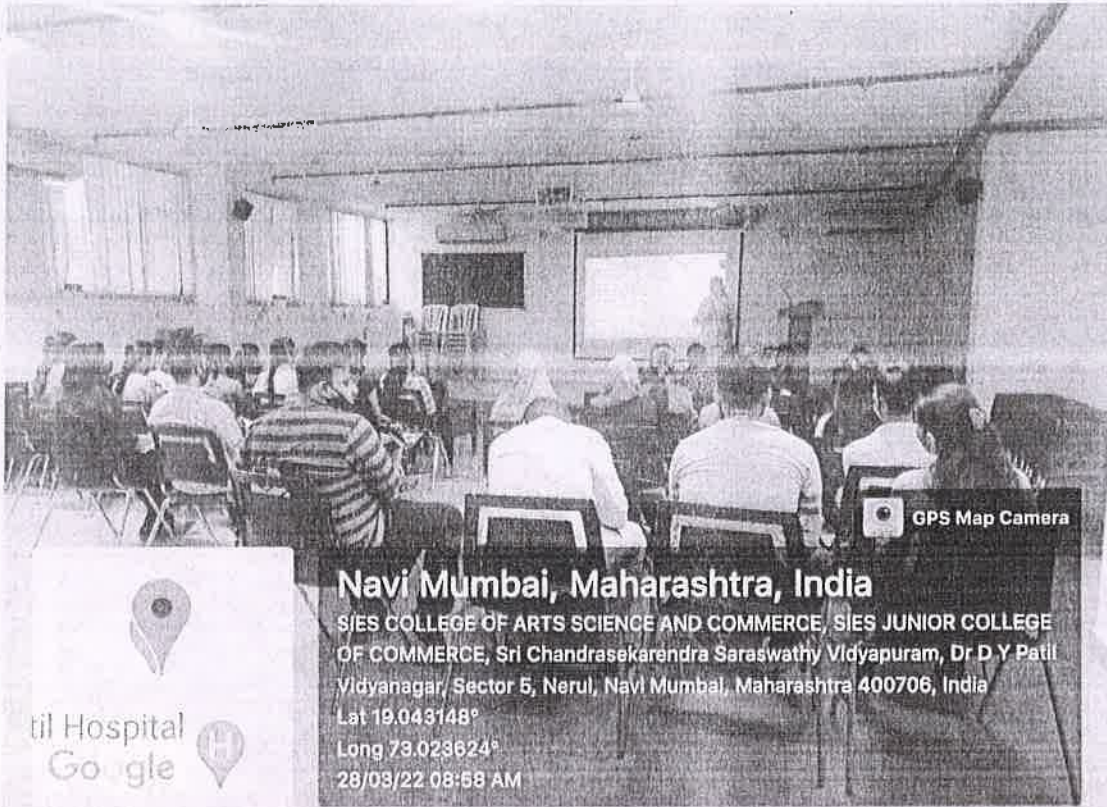 GPS Map Camera
Navi Mumbai, Maharashtra, India
SIES COLLEGE OF ARTS SCIENCE AND COMMERCE, SIES JUNIOR COLLEGE
OF COMMERCE, Sri Chandrasekarendra Saraswathy Vidyapuram, Dr D Y Patil
Vidyanagar, Sector 5, Nerul, Navi Mumbai, Maharashtra 400706, India
Lat 19.043148°
Long 73.023624°
28/03/22 08:58 AM
til Hospital
H
Google